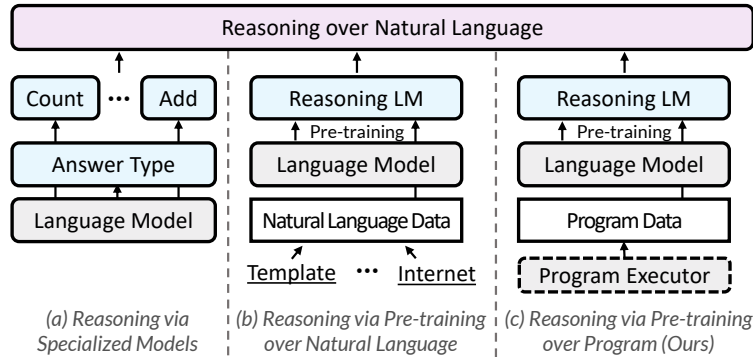 Reasoning over Natural Language
Count ... Add
Answer Type
Language Model
(a) Reasoning via
Specialized Models
Reasoning LM
Pre-training
Language Model
Natural Language Data
Template ... Internet
(b) Reasoning via Pre-training
over Natural Language
Reasoning LM
Pre-training
Language Model
Program Data
Program Executor
(c) Reasoning via Pre-training
over Program (Ours)